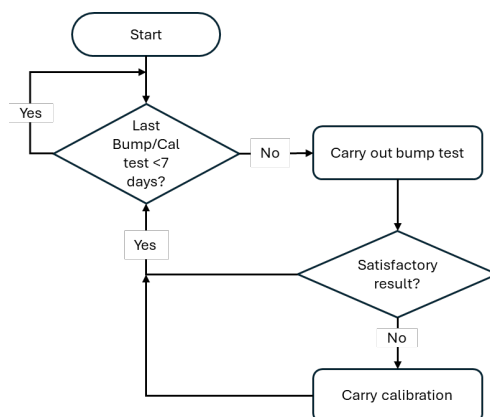 Start
Yes
Last
Bump/Cal
test <7
days?
No
Carry out bump test
Yes
Satisfactory
result?
No
Carry calibration